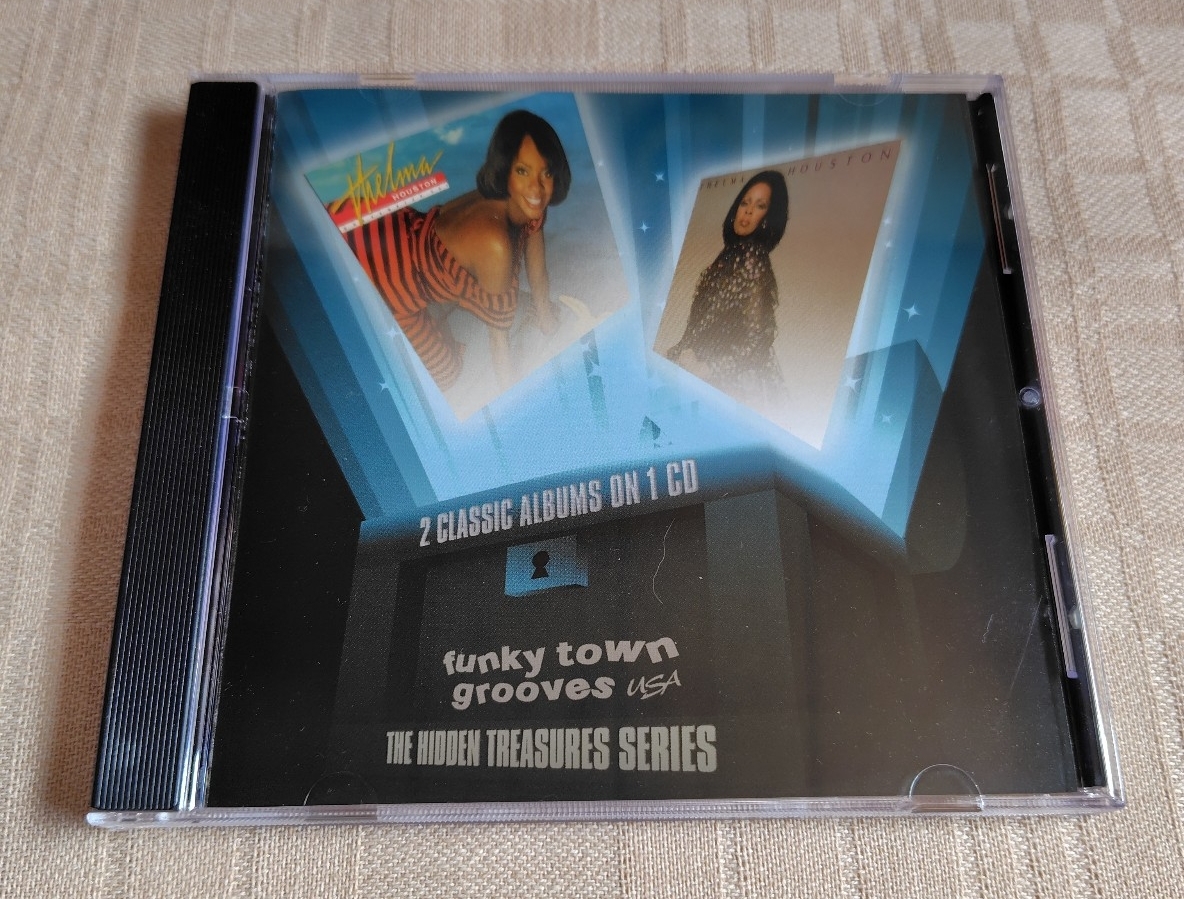 Thelma
HOUSTON
THELMA HOUSTON
2 CLASSIC ALBUMS ON 1 CD
funky town
grooves USA
THE HIDDEN TREASURES SERIES